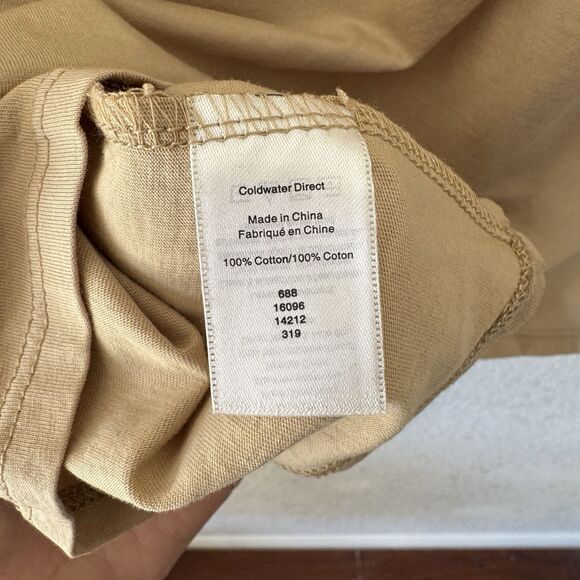 Coldwater Direct
Made in China
Fabriqué en Chine
100% Cotton/100% Coton
688
16096
14212
319